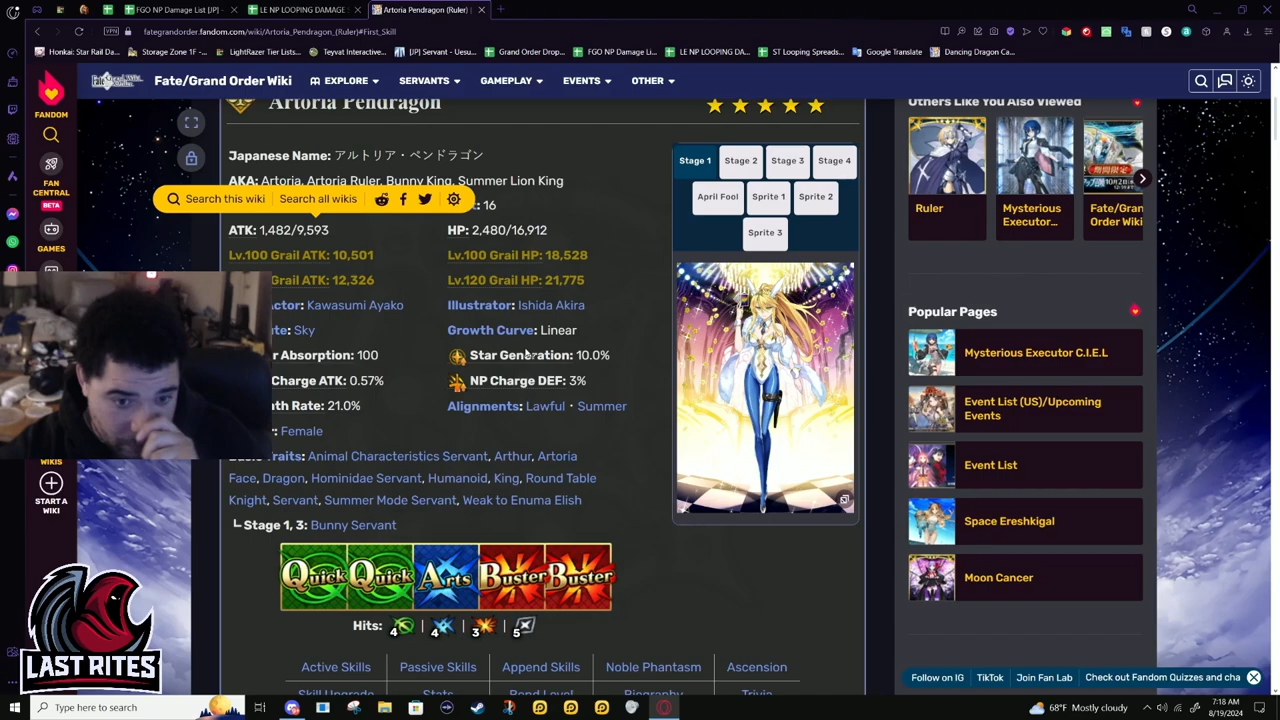 FGO NP Damage List [JP] -
LE NP LOOPING DAMAGE S
Artoria Pendragon (Ruler) |
VPN
fategrandorder.fandom.com/wiki/Artoria_Pendragon_(Ruler)#First_Skill
Honkai: Star Rail Da...
Storage Zone 1F -...
LightRazer Tier Lists...
Teyvat Interactive...
(JP) Servant - Uesu...
Grand Order Drop...
FGO NP Damage Li...
LE NP LOOPING DA...
ST Looping Spreads...
Google Translate
Dancing Dragon Ca...
FANDOM
Fate/Grand Order Wiki
EXPLORE
SERVANTS
GAMEPLAY
EVENTS
OTHER
FAN
CENTRAL
BETA
GAMES
WIKIS
START A
WIKI
Artoria Pendragon
Japanese Name: アルトリア・ペンドラゴン
AKA: Artoria, Artoria Ruler, Bunny King, Summer Lion King
Search this wiki
Search all wikis
: 16
ATK: 1,482/9,593
HP: 2,480/16,912
Lv.100 Grail ATK: 10,501
Lv.100 Grail HP: 18,528
Grail ATK: 12,326
Lv.120 Grail HP: 21,775
actor: Kawasumi Ayako
Illustrator: Ishida Akira
te: Sky
Growth Curve: Linear
r Absorption: 100
Star Generation: 10.0%
Charge ATK: 0.57%
NP Charge DEF: 3%
th Rate: 21.0%
Alignments: Lawful・Summer
r: Female
Traits: Animal Characteristics Servant, Arthur, Artoria
Face, Dragon, Hominidae Servant, Humanoid, King, Round Table
Knight, Servant, Summer Mode Servant, Weak to Enuma Elish
Stage 1, 3: Bunny Servant
Quick
Quick
Arts
Buster
Buster
Hits: 4 | 4 | 3 | 5
Active Skills
Passive Skills
Append Skills
Noble Phantasm
Ascension
Skill Upgrade
Stats
Bond Level
Biography
Trivia
Stage 1
Stage 2
Stage 3
Stage 4
April Fool
Sprite 1
Sprite 2
Sprite 3
Others Like You Also Viewed
Ruler
Mysterious
Executor…
Fate/Gran
Order Wiki
Popular Pages
Mysterious Executor C.I.E.L
Event List (US)/Upcoming
Events
Event List
Space Ereshkigal
Moon Cancer
Follow on IG
TikTok
Join Fan Lab
Check out Fandom Quizzes and cha
LAST RITES
Type here to search
68°F Mostly cloudy
7:18 AM
8/19/2024